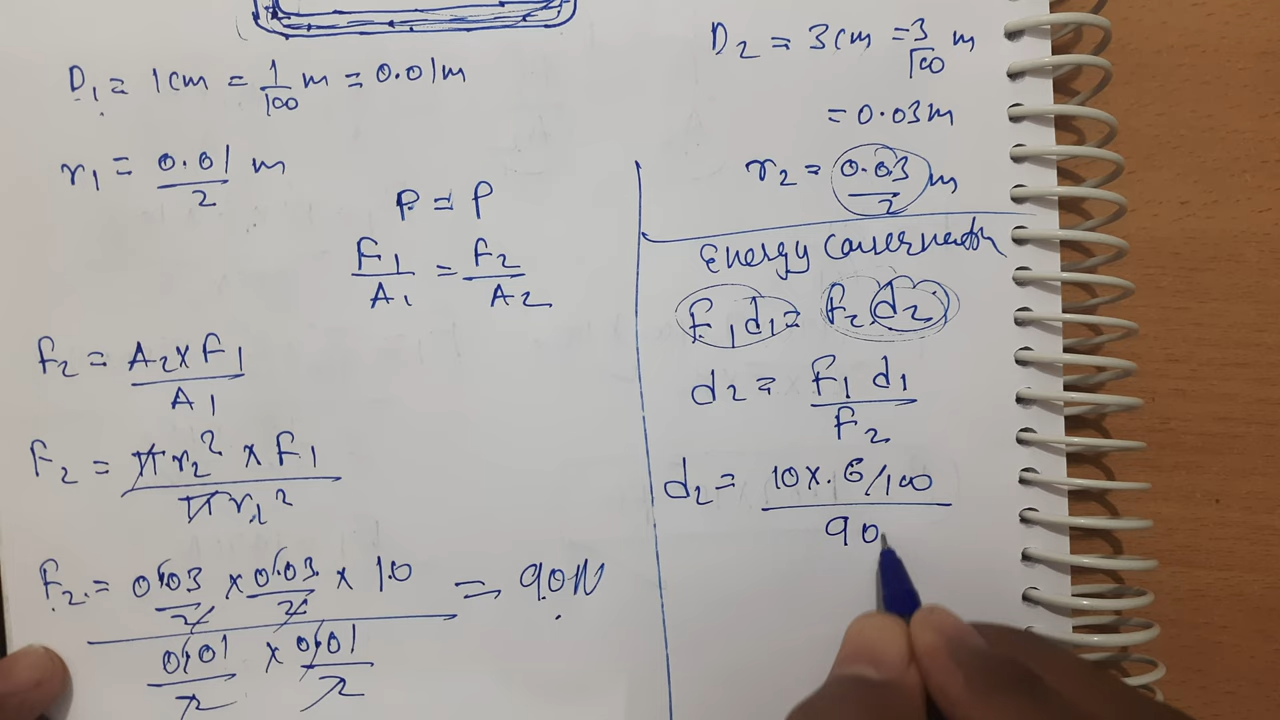 D₁ = 1cm = 1/100 m = 0.01m
r₁ = 0.01/2 m
P = P
F₁/A₁ = F₂/A₂
F₂ = A₂ x F₁ / A₁
F₂ = πr₂² x F₁ / πr₁²
F₂ = 0.03/2 x 0.03/2 x 10 / 0.01/2 x 0.01/2 = 90N
D₂ = 3cm = 3/100 m
= 0.03m
r₂ = 0.03/2 m
Energy
F₁d₁ = F₂d₂
d₂ = F₁ d₁ / F₂
d₂ = 10 x . 6/100 / 90